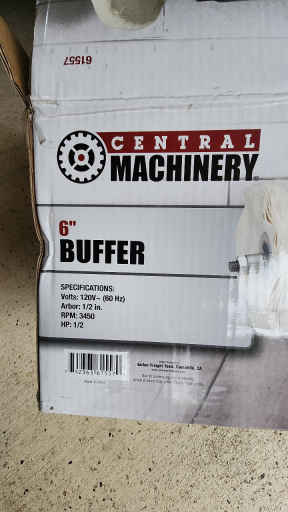 61557
CENTRAL
MACHINERY
6"
BUFFER
SPECIFICATIONS:
Volts: 120V~ (60 Hz)
Arbor: 1/2 in.
RPM: 3450
HP: 1/2